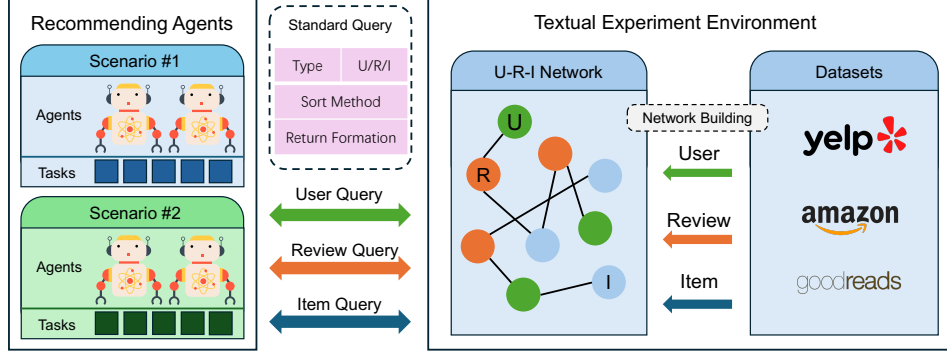 Recommending Agents
Scenario #1
Agents
Tasks
Scenario #2
Agents
Tasks
Standard Query
Type
U/R/I
Sort Method
Return Formation
User Query
Review Query
Item Query
Textual Experiment Environment
U-R-I Network
U
R
I
Network Building
User
Review
Item
Datasets
yelp
amazon
goodreads